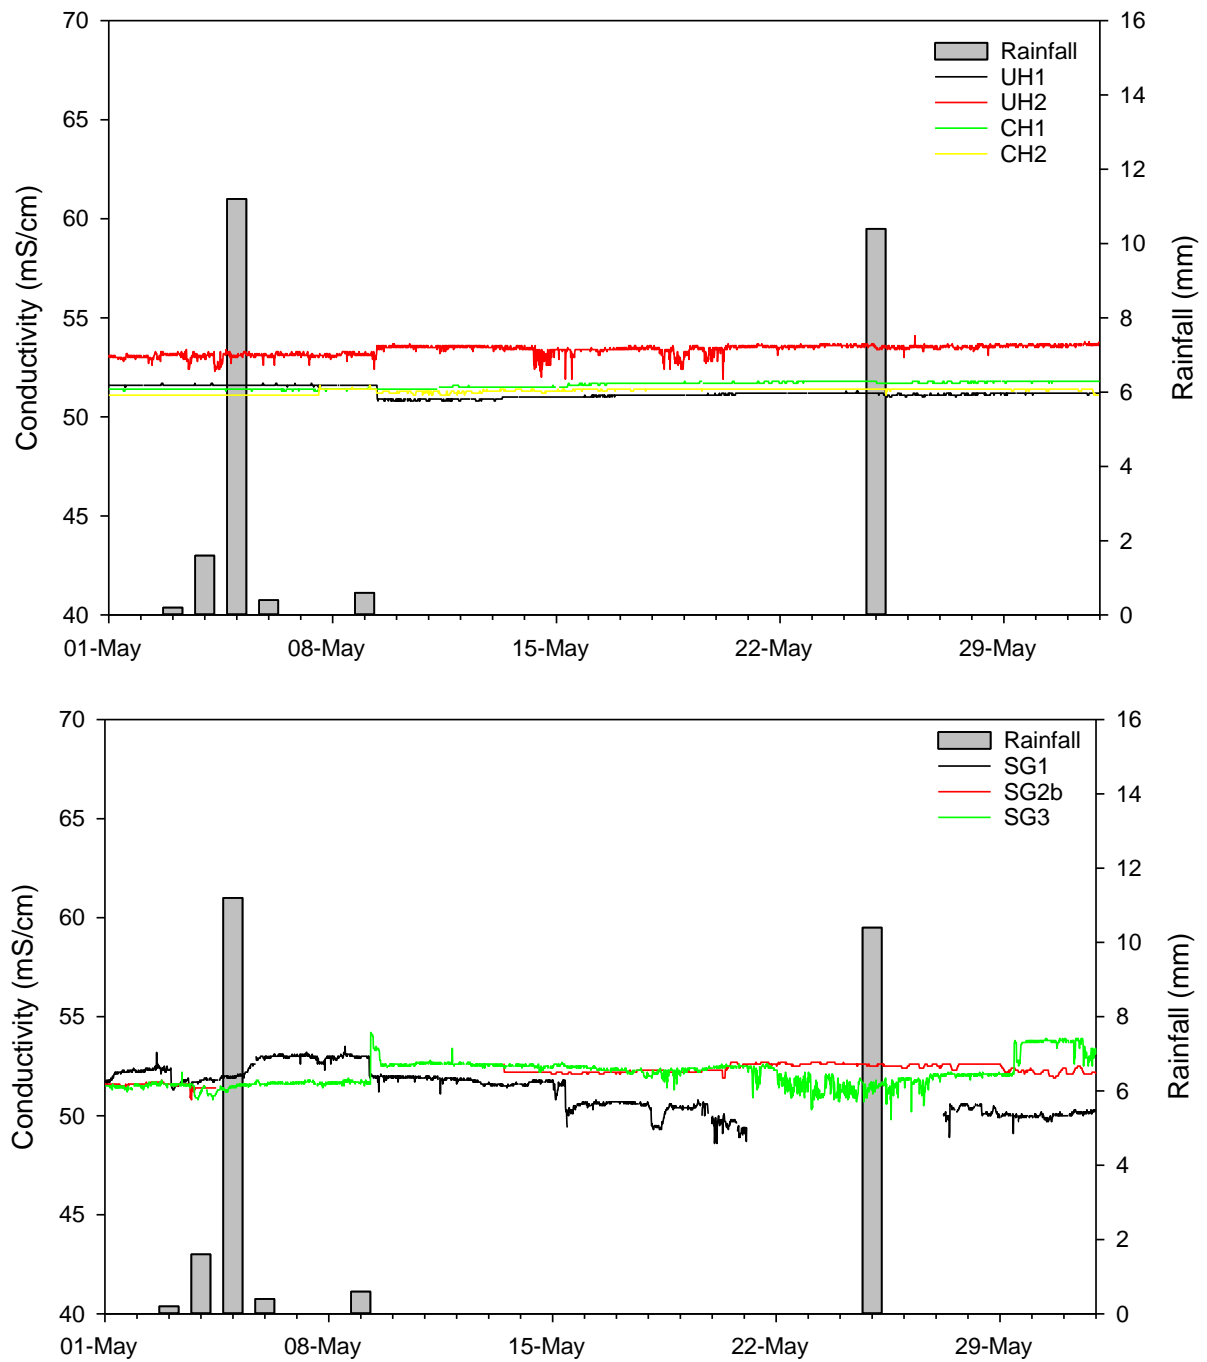 70
65
60
55
50
45
40
Conductivity (mS/cm)
16
14
12
10
8
6
4
2
0
Rainfall (mm)
Rainfall
UH1
UH2
CH1
CH2
01-May
08-May
15-May
22-May
29-May
70
65
60
55
50
45
40
Conductivity (mS/cm)
16
14
12
10
8
6
4
2
0
Rainfall (mm)
Rainfall
SG1
SG2b
SG3
01-May
08-May
15-May
22-May
29-May